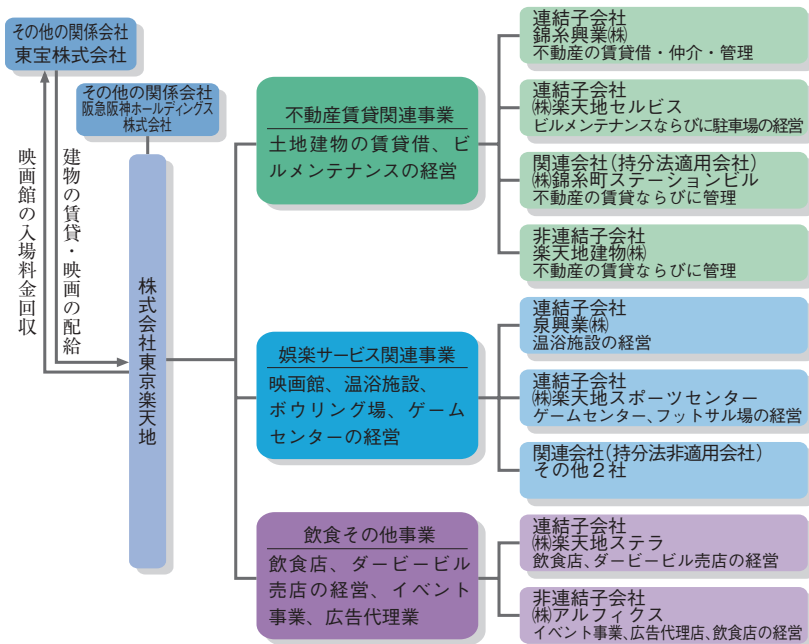 その他の関係会社
東宝株式会社
その他の関係会社
阪急阪神ホールディングス
株式会社
映画館の入場料金回収
建物の賃貸・映画の配給
株式会社東京楽天地
不動産賃貸関連事業
土地建物の賃貸借、ビ
ルメンテナンスの経営
連結子会社
錦糸興業㈱
不動産の賃貸借・仲介・管理
連結子会社
㈱楽天地セルビス
ビルメンテナンスならびに駐車場の経営
関連会社(持分法適用会社)
㈱錦糸町ステーションビル
不動産の賃貸ならびに管理
非連結子会社
楽天地建物㈱
不動産の賃貸ならびに管理
娯楽サービス関連事業
映画館、温浴施設、
ボウリング場、ゲーム
センターの経営
連結子会社
泉興業㈱
温浴施設の経営
連結子会社
㈱楽天地スポーツセンター
ゲームセンター、フットサル場の経営
関連会社(持分法非適用会社)
その他2社
飲食その他事業
飲食店、ダービービル
売店の経営、イベント
事業、広告代理業
連結子会社
㈱楽天地ステラ
飲食店、ダービービル売店の経営
非連結子会社
㈱アルフィクス
イベント事業、広告代理店、飲食店の経営